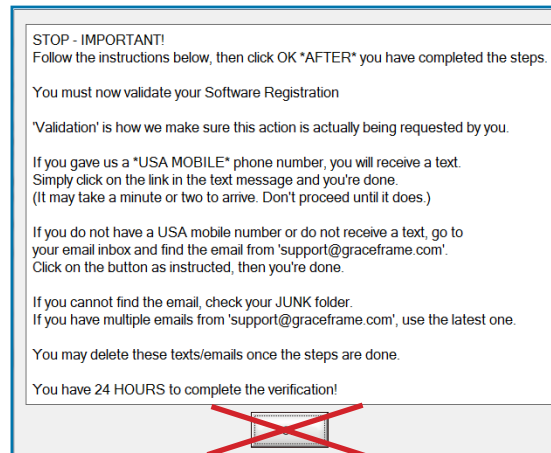 STOP - IMPORTANT!
Follow the instructions below, then click OK *AFTER* you have completed the steps.
You must now validate your Software Registration
'Validation' is how we make sure this action is actually being requested by you.
If you gave us a *USA MOBILE* phone number, you will receive a text.
Simply click on the link in the text message and you're done.
(It may take a minute or two to arrive. Don't proceed until it does.)
If you do not have a USA mobile number or do not receive a text, go to
your email inbox and find the email from 'support@graceframe.com'.
Click on the button as instructed, then you're done.
If you cannot find the email, check your JUNK folder.
If you have multiple emails from 'support@graceframe.com', use the latest one.
You may delete these texts/emails once the steps are done.
You have 24 HOURS to complete the verification!